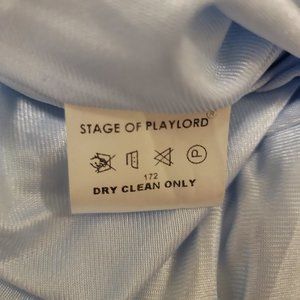 STAGE OF PLAYLORD®
P
172
DRY CLEAN ONLY